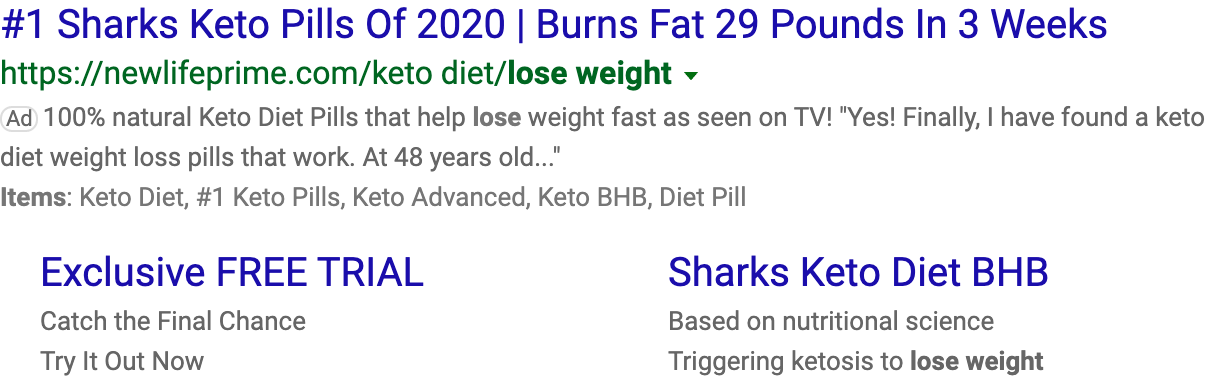 #1 Sharks Keto Pills Of 2020 | Burns Fat 29 Pounds In 3 Weeks
https://newlifeprime.com/keto diet/lose weight
Ad 100% natural Keto Diet Pills that help lose weight fast as seen on TV! "Yes! Finally, I have found a keto
diet weight loss pills that work. At 48 years old..."
Items: Keto Diet, #1 Keto Pills, Keto Advanced, Keto BHB, Diet Pill
Exclusive FREE TRIAL
Catch the Final Chance
Try It Out Now
Sharks Keto Diet BHB
Based on nutritional science
Triggering ketosis to lose weight